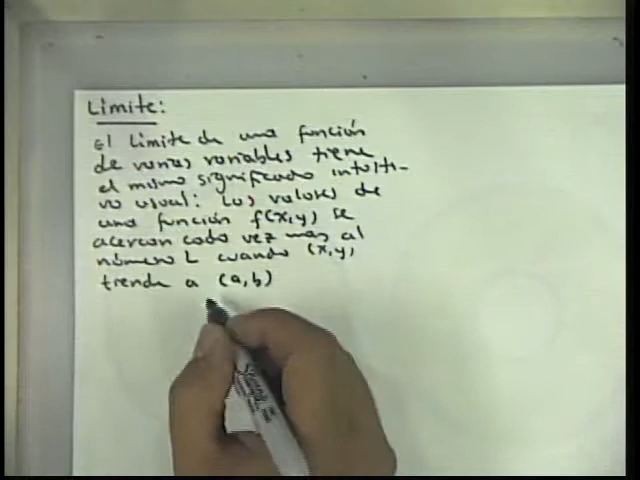 Limite:
El Limite de una función
de varias variables tiene
el mismo significado intuiti-
vo usual: Los valores de
una función f(x,y) se
acercan cada vez mas al
número L cuando (x,y)
tiende a (a,b)
Sharpie